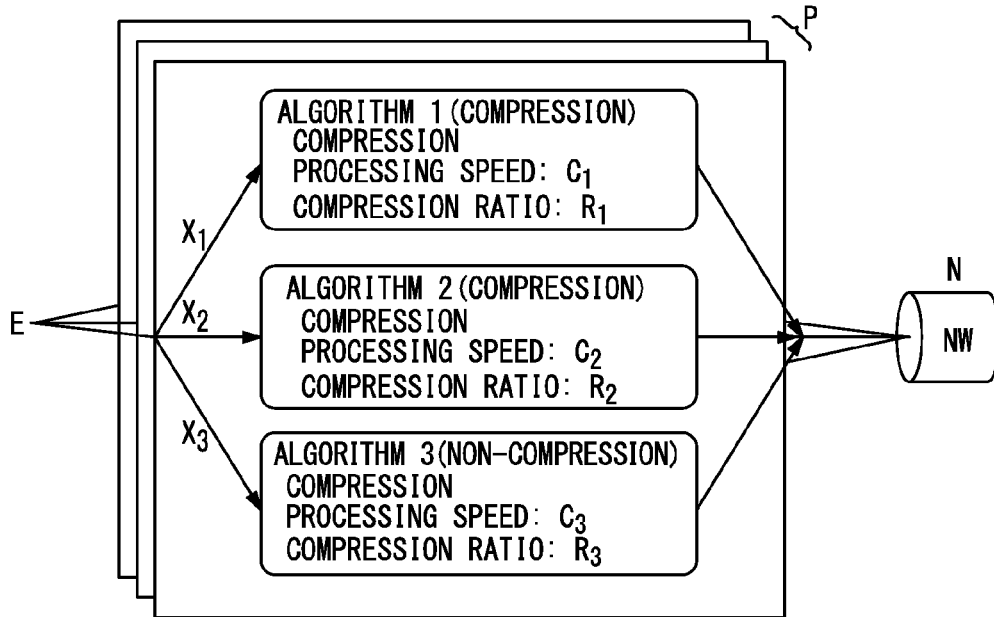 P
ALGORITHM 1(COMPRESSION)
COMPRESSION
PROCESSING SPEED: C1
COMPRESSION RATIO: R1
X1
ALGORITHM 2(COMPRESSION)
COMPRESSION
PROCESSING SPEED: C2
COMPRESSION RATIO: R2
X2
E
N
NW
X3
ALGORITHM 3(NON-COMPRESSION)
COMPRESSION
PROCESSING SPEED: C3
COMPRESSION RATIO: R3